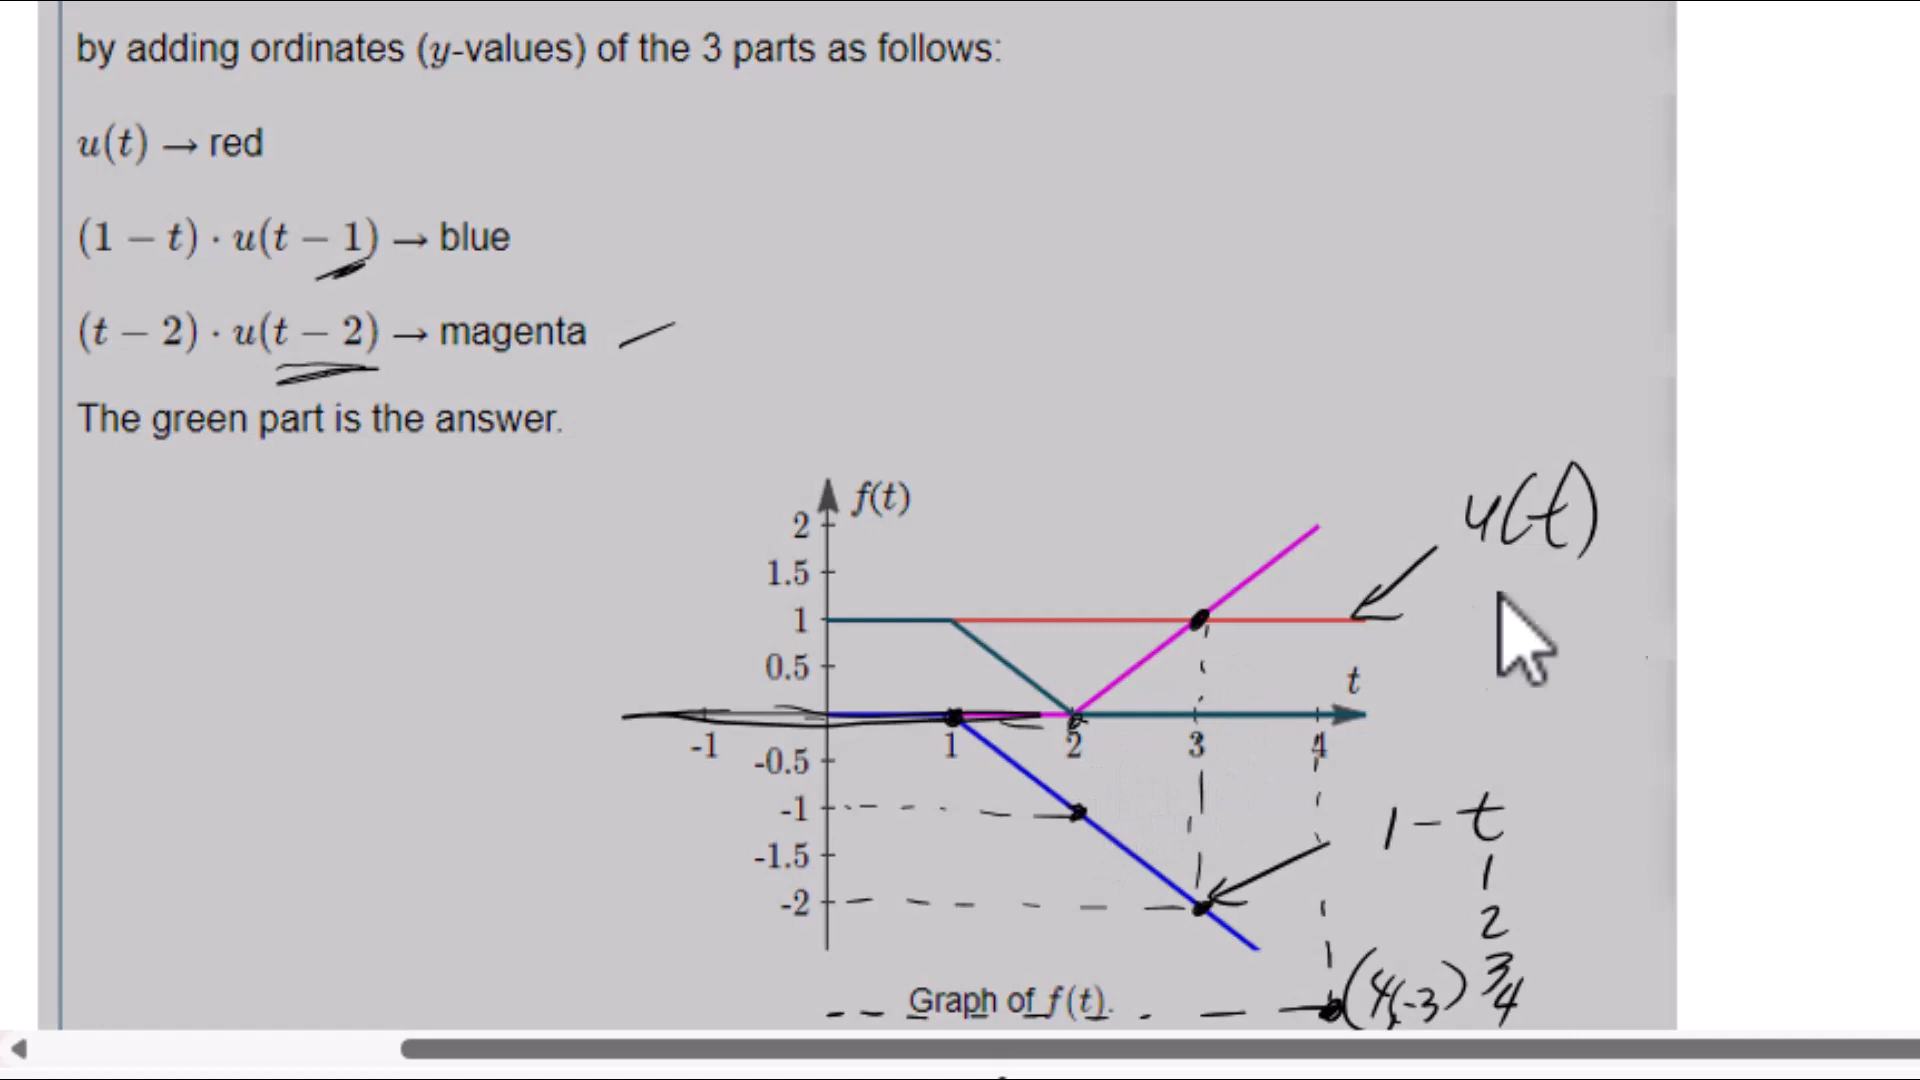 by adding ordinates (y-values) of the 3 parts as follows:
u(t) → red
(1 − t) · u(t − 1) → blue
(t − 2) · u(t − 2) → magenta
The green part is the answer.
f(t)
u(t)
2
1.5
1
0.5
t
-1
1
2
3
4
-0.5
-1
-1.5
-2
1 - t
1
2
3
4
(4,-3)
Graph of f(t).